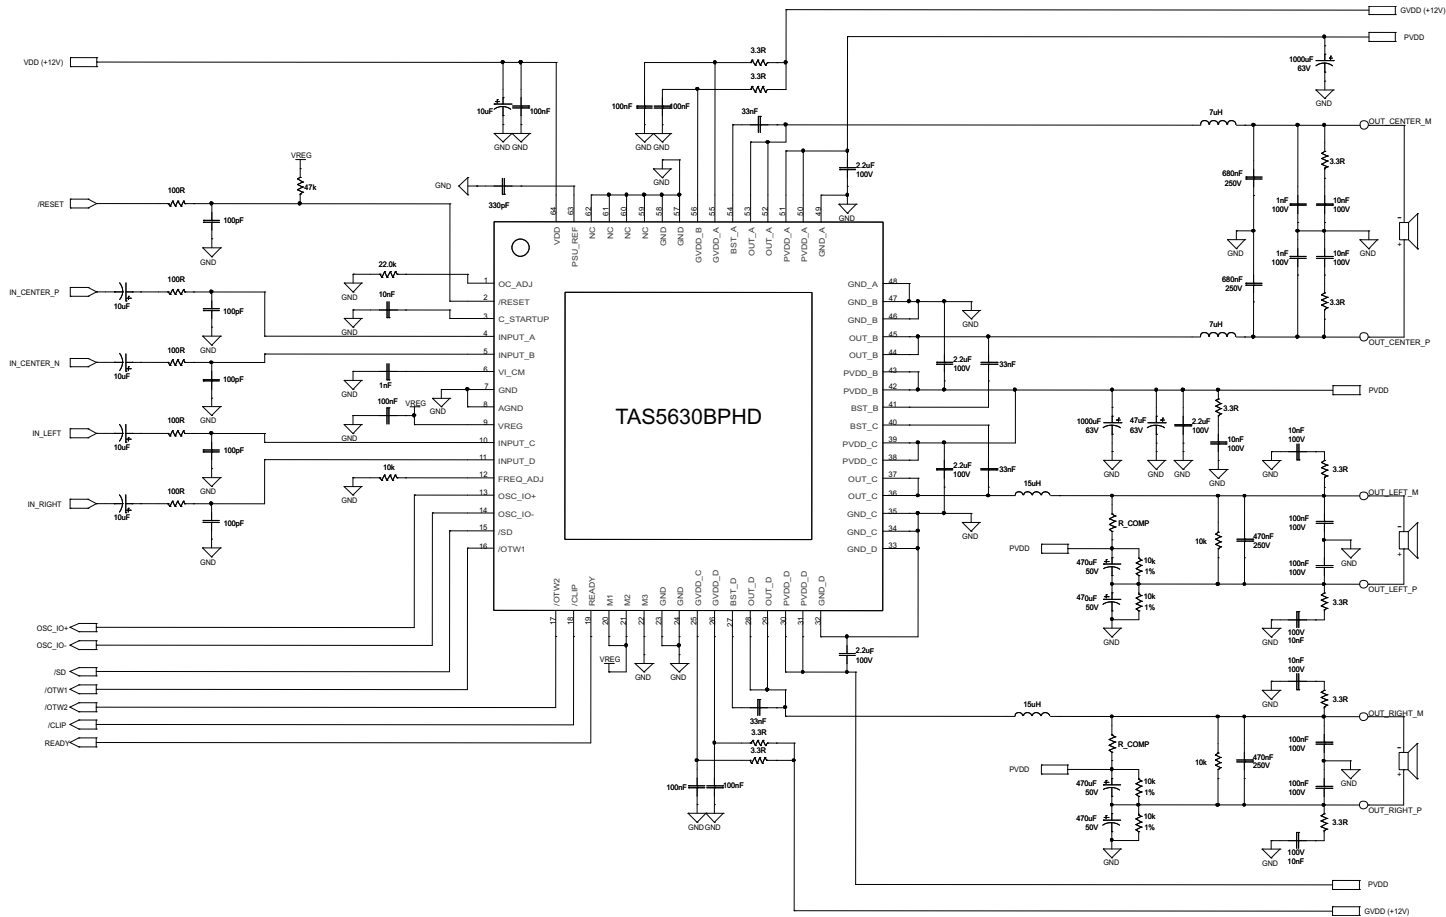 GVDD (+12V)
PVDD
VDD (+12V)
3.3R
3.3R
1000uF
63V
GND
10uF
100nF
GND
GND
100nF
100nF
GND
GND
33nF
7uH
OUT_CENTER_M
VREG
47k
GND
330pF
GND
2.2uF
100V
GND
3.3R
680nF
250V
1nF
100V
10nF
100V
/RESET
100R
100pF
GND
64
63
62
61
60
59
58
57
56
55
54
53
52
51
50
49
VDD
PSU_REF
NC
NC
NC
NC
GND
GND
GVDD_B
GVDD_A
BST_A
OUT_A
OUT_A
PVDD_A
PVDD_A
GND_A
GND
GND
-
+
1nF
100V
10nF
100V
680nF
250V
3.3R
IN_CENTER_P
10uF
100R
100pF
GND
22.0k
GND
10nF
GND
1
OC_ADJ
2
/RESET
3
C_STARTUP
4
INPUT_A
5
INPUT_B
6
VI_CM
7
GND
8
AGND
9
VREG
10
INPUT_C
11
INPUT_D
12
FREQ_ADJ
13
OSC_IO+
14
OSC_IO-
15
/SD
16
/OTW1
TAS5630BPHD
GND_A
48
GND_B
47
GND_B
46
OUT_B
45
OUT_B
44
PVDD_B
43
PVDD_B
42
BST_B
41
BST_C
40
PVDD_C
39
PVDD_C
38
OUT_C
37
OUT_C
36
GND_C
35
GND_C
34
GND_D
33
GND
7uH
OUT_CENTER_P
2.2uF
100V
33nF
IN_CENTER_N
10uF
100R
100pF
GND
1nF
GND
GND
100nF
VREG
GND
PVDD
1000uF
63V
47uF
63V
2.2uF
100V
3.3R
10nF
100V
GND
GND
GND
GND
IN_LEFT
10uF
100R
100pF
GND
2.2uF
100V
33nF
10nF
100V
GND
3.3R
10k
GND
15uH
OUT_LEFT_M
IN_RIGHT
10uF
100R
100pF
GND
GND
R_COMP
10k
470nF
250V
100nF
100V
GND
-
+
PVDD
470uF
50V
10k
1%
100nF
100V
OUT_LEFT_P
470uF
50V
10k
1%
GND
3.3R
GND
100V
10nF
/OTW2
/CLIP
READY
M1
M2
M3
GND
GND
GVDD_C
GVDD_D
BST_D
OUT_D
OUT_D
PVDD_D
PVDD_D
GND_D
17
18
19
20
21
22
23
24
25
26
27
28
29
30
31
32
OSC_IO+
OSC_IO-
/SD
/OTW1
/OTW2
/CLIP
READY
VREG
GND
GND
2.2uF
100V
33nF
3.3R
3.3R
100nF
100nF
GND
GND
10nF
100V
GND
3.3R
15uH
OUT_RIGHT_M
R_COMP
10k
470nF
250V
100nF
100V
GND
-
+
PVDD
470uF
50V
10k
1%
100nF
100V
OUT_RIGHT_P
470uF
50V
10k
1%
GND
3.3R
GND
100V
10nF
PVDD
GVDD (+12V)